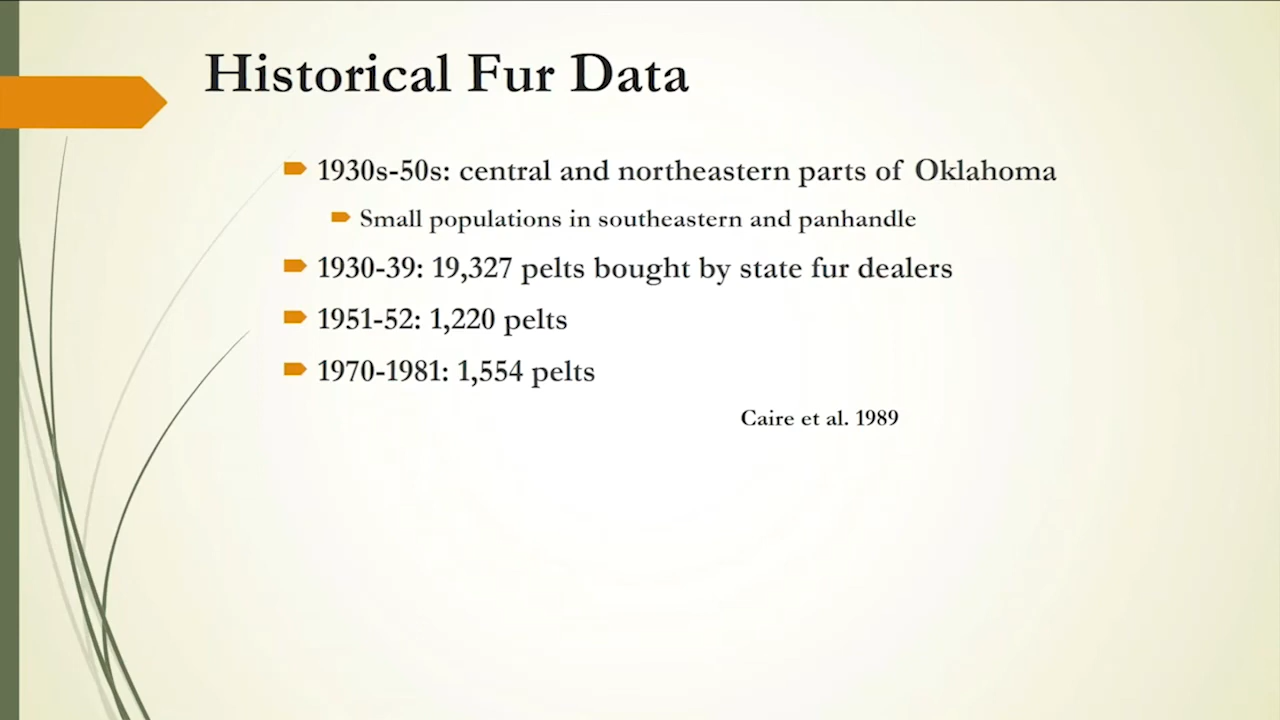 Historical Fur Data
1930s-50s: central and northeastern parts of Oklahoma
Small populations in southeastern and panhandle
1930-39: 19,327 pelts bought by state fur dealers
1951-52: 1,220 pelts
1970-1981: 1,554 pelts
Caire et al. 1989